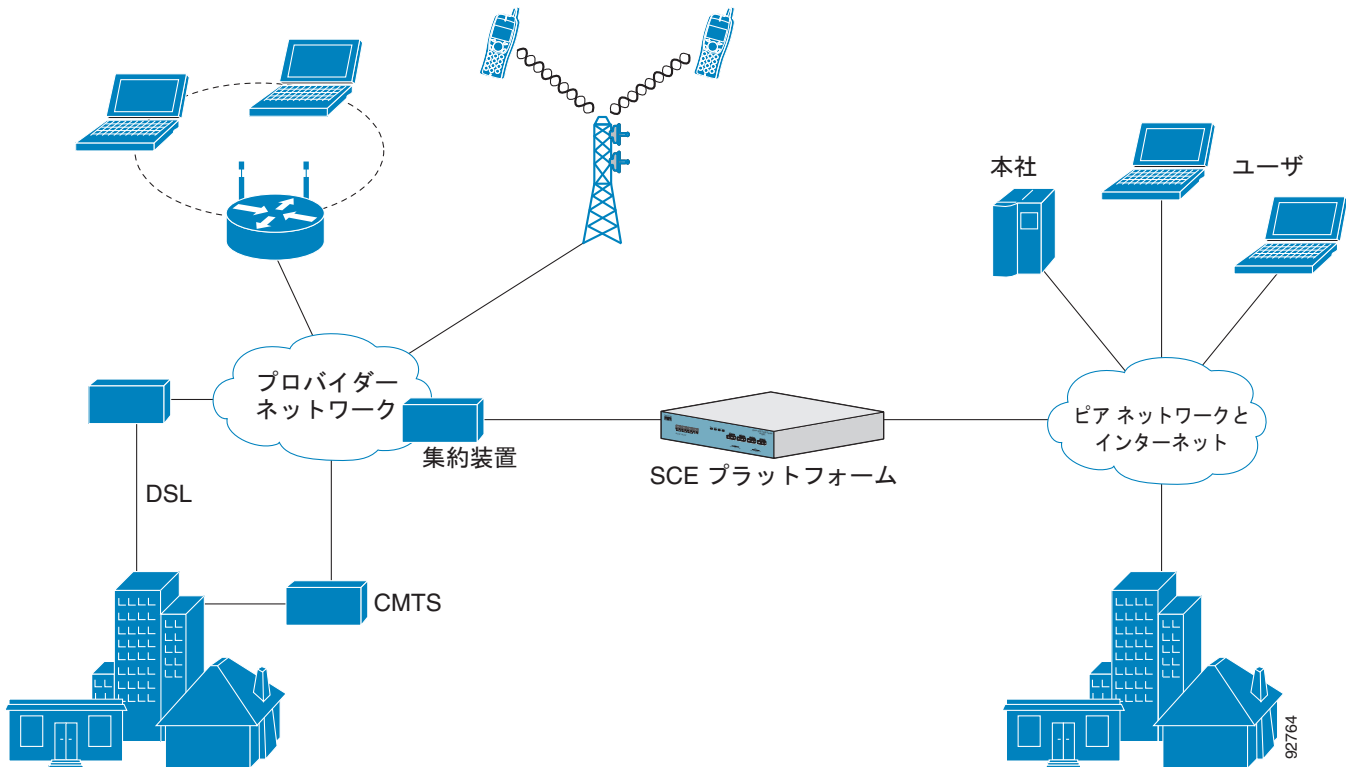 本社
ユーザ
プロバイダー
ネットワーク
集約装置
SCE プラットフォーム
ピア ネットワークと
インターネット
DSL
CMTS
92764